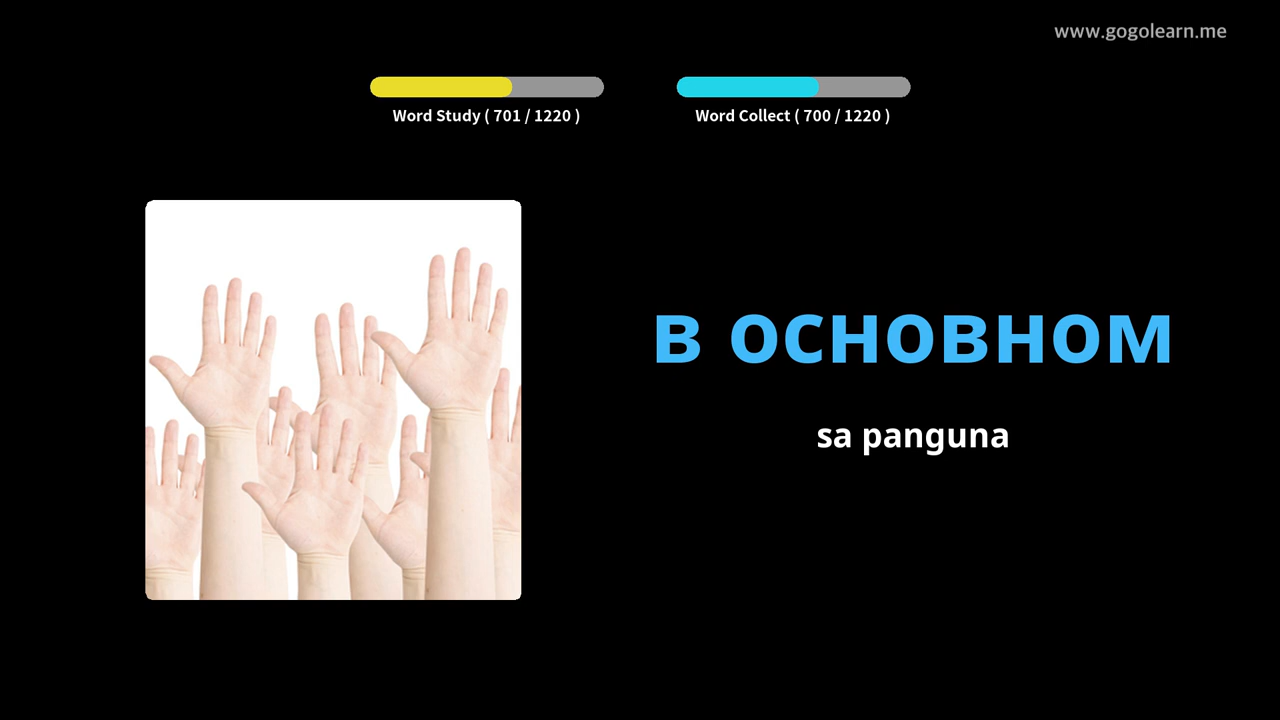 www.gogolearn.me
Word Study ( 701 / 1220 )
Word Collect ( 700 / 1220 )
в основном
sa panguna